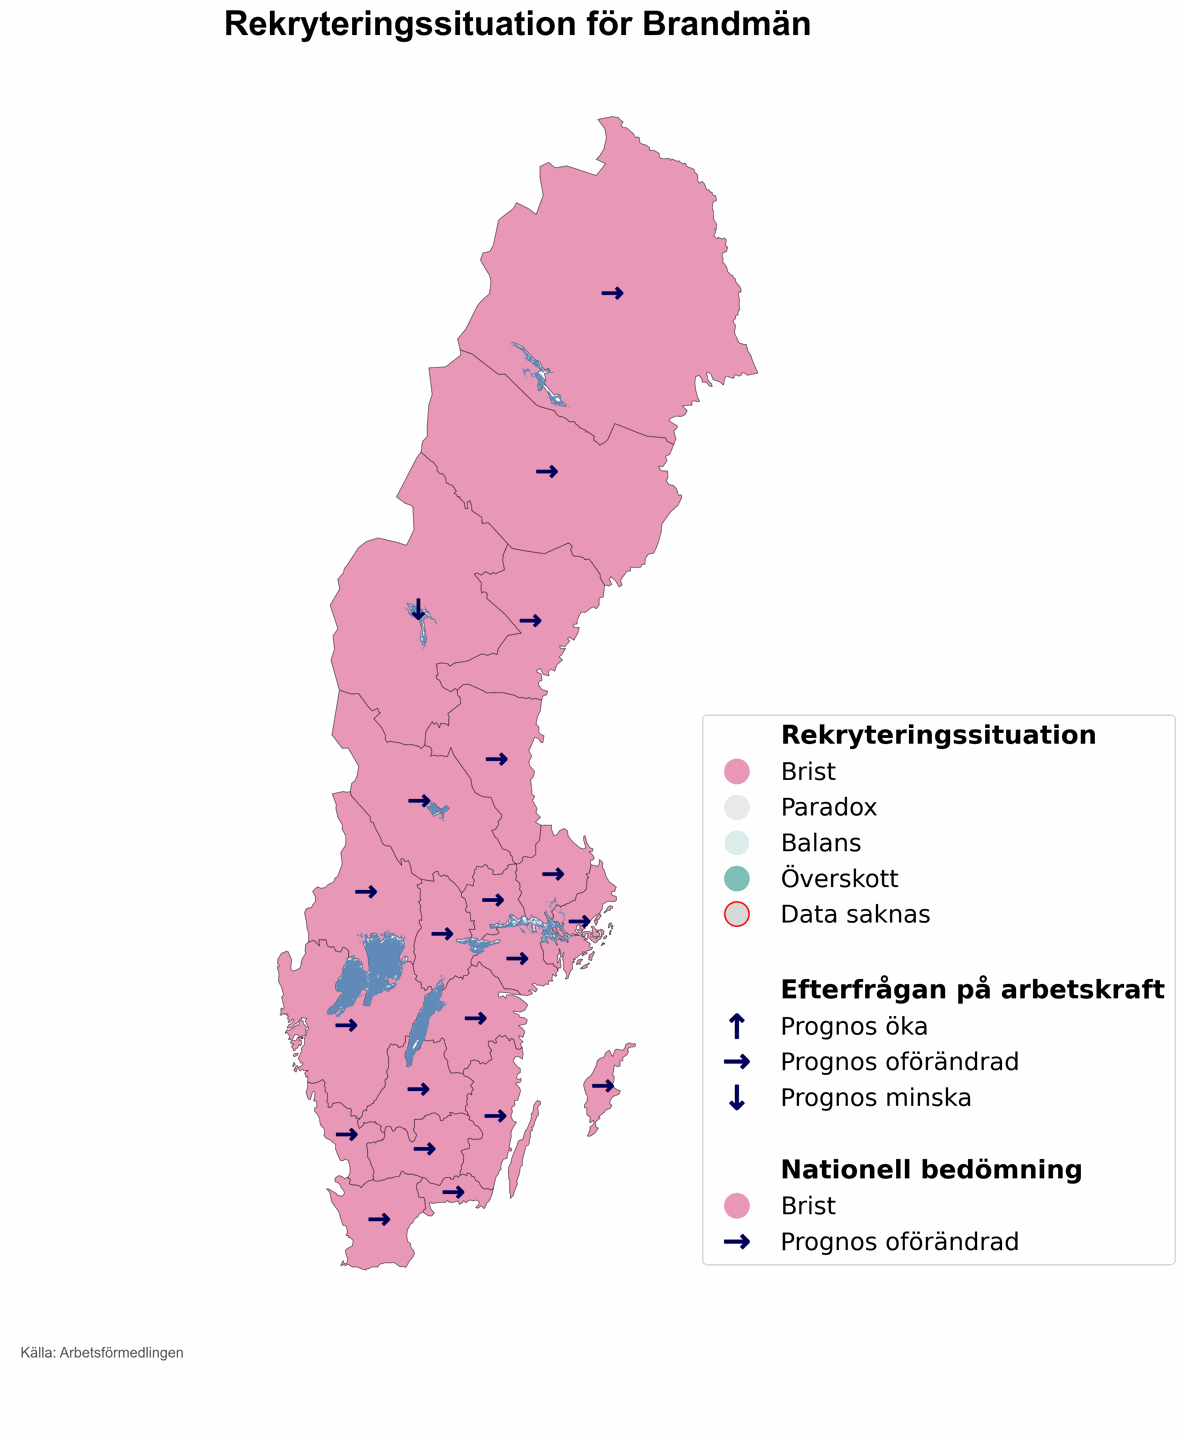 Rekryteringssituation för Brandmän
Rekryteringssituation
Brist
Paradox
Balans
Överskott
Data saknas
Efterfrågan på arbetskraft
Prognos öka
Prognos oförändrad
Prognos minska
Nationell bedömning
Brist
Prognos oförändrad
Källa: Arbetsförmedlingen